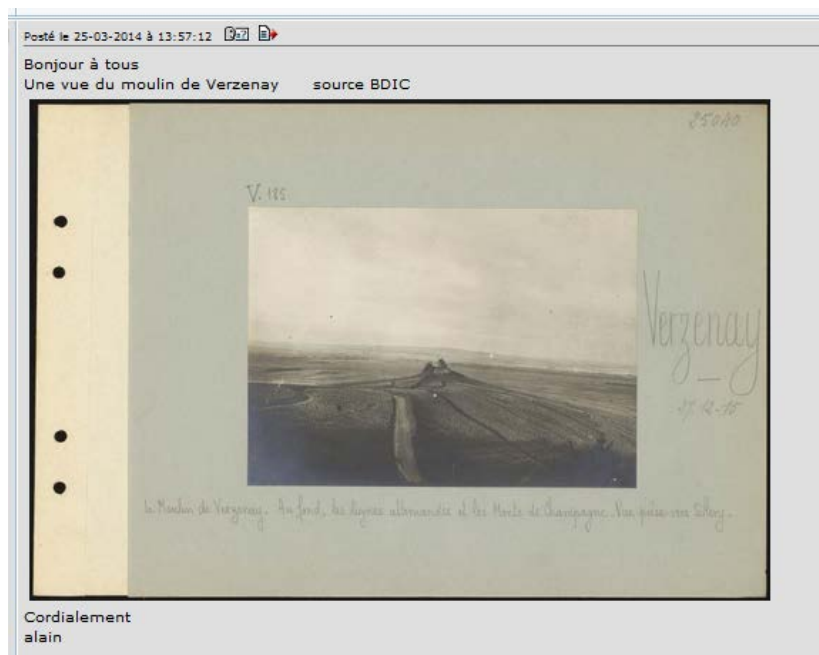 Posté le 25-03-2014 à 13:57:12
Bonjour à tous
Une vue du moulin de Verzenay source BDIC
25040
V. 185
Verzenay
27-12-15
Le Moulin de Verzenay. Au fond, les lignes allemandes et les Monts de Champagne. Vue prise vers Sillery.
Cordialement
alain